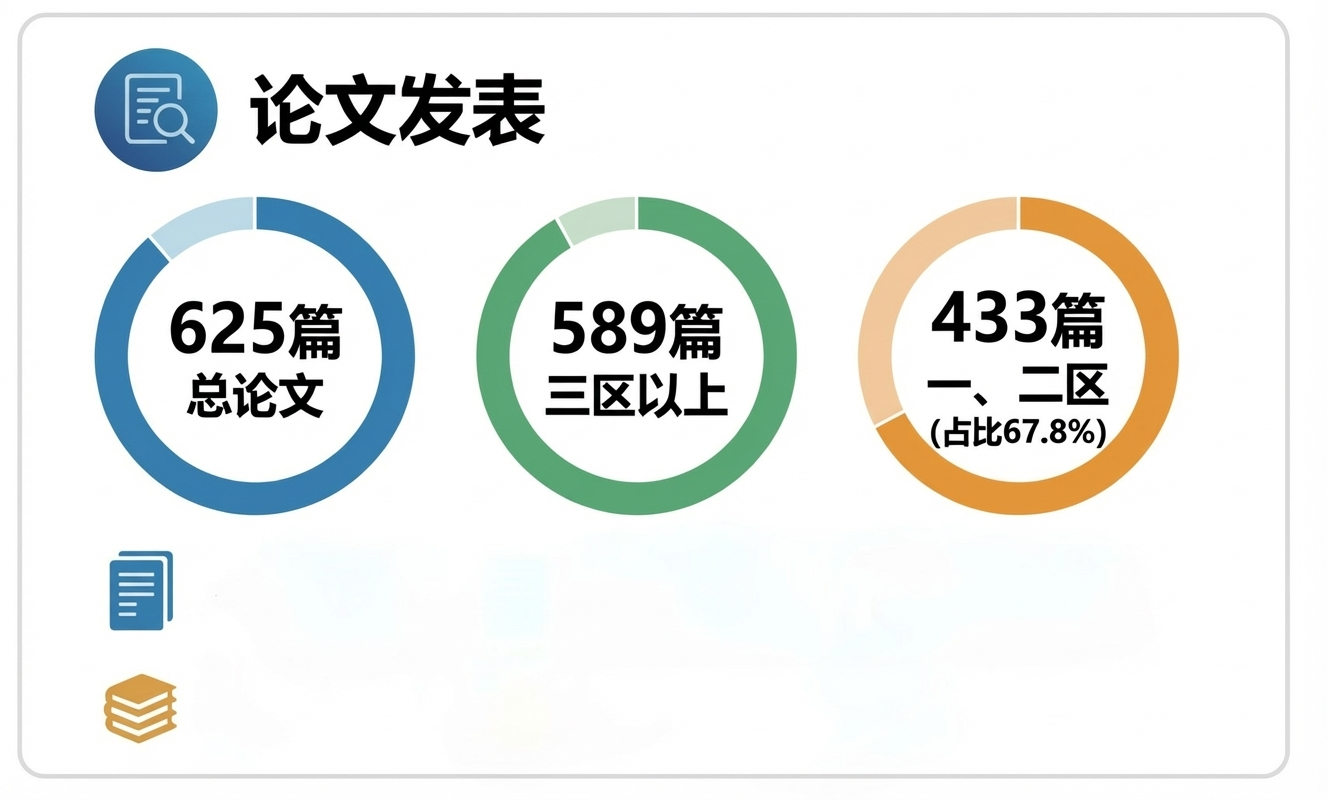 论文发表
625篇
总论文
589篇
三区以上
433篇
一、二区
(占比67.8%)